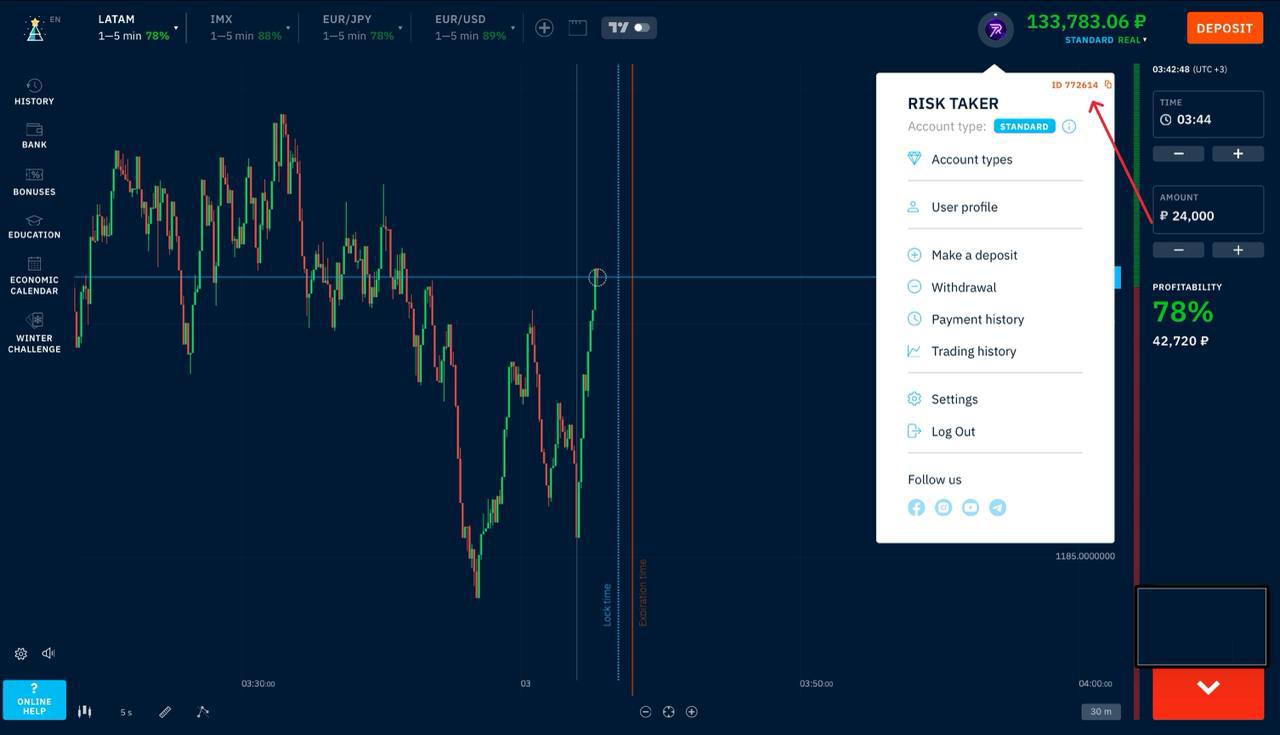 EN
LATAM
1—5 min 78%
IMX
1—5 min 88%
EUR/JPY
1—5 min 78%
EUR/USD
1—5 min 89%
133,783.06 ₽
STANDARD REAL
DEPOSIT
HISTORY
BANK
BONUSES
EDUCATION
ECONOMIC
CALENDAR
WINTER
CHALLENGE
ID 772614
RISK TAKER
Account type: STANDARD
Account types
User profile
Make a deposit
Withdrawal
Payment history
Trading history
Settings
Log Out
Follow us
03:42:48 (UTC +3)
TIME
03:44
AMOUNT
₽ 24,000
PROFITABILITY
78%
42,720 ₽
1185.0000000
Lock time
Expiration time
03:30:00
03
03:50:00
04:00:00
?
ONLINE
HELP
5 s
30 m